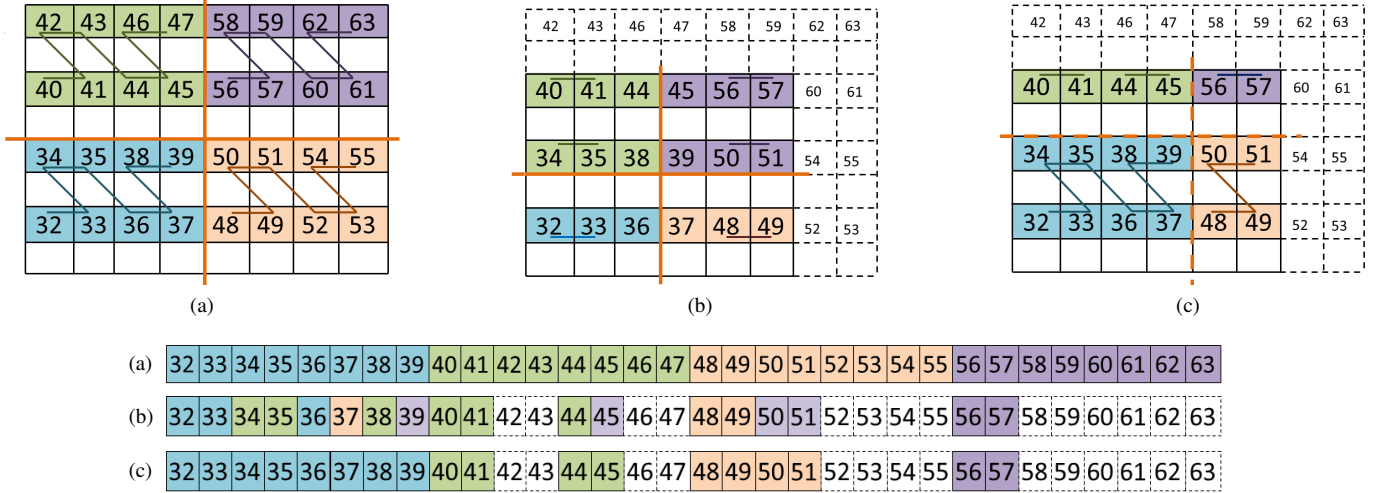 42 43 46 47 58 59 62 63
40 41 44 45 56 57 60 61
34 35 38 39 50 51 54 55
32 33 36 37 48 49 52 53
(a)
42 43 46 47 58 59 62 63
40 41 44 45 56 57 60 61
34 35 38 39 50 51 54 55
32 33 36 37 48 49 52 53
(b)
42 43 46 47 58 59 62 63
40 41 44 45 56 57 60 61
34 35 38 39 50 51 54 55
32 33 36 37 48 49 52 53
(c)
(a) 32 33 34 35 36 37 38 39 40 41 42 43 44 45 46 47 48 49 50 51 52 53 54 55 56 57 58 59 60 61 62 63
(b) 32 33 34 35 36 37 38 39 40 41 42 43 44 45 46 47 48 49 50 51 52 53 54 55 56 57 58 59 60 61 62 63
(c) 32 33 34 35 36 37 38 39 40 41 42 43 44 45 46 47 48 49 50 51 52 53 54 55 56 57 58 59 60 61 62 63